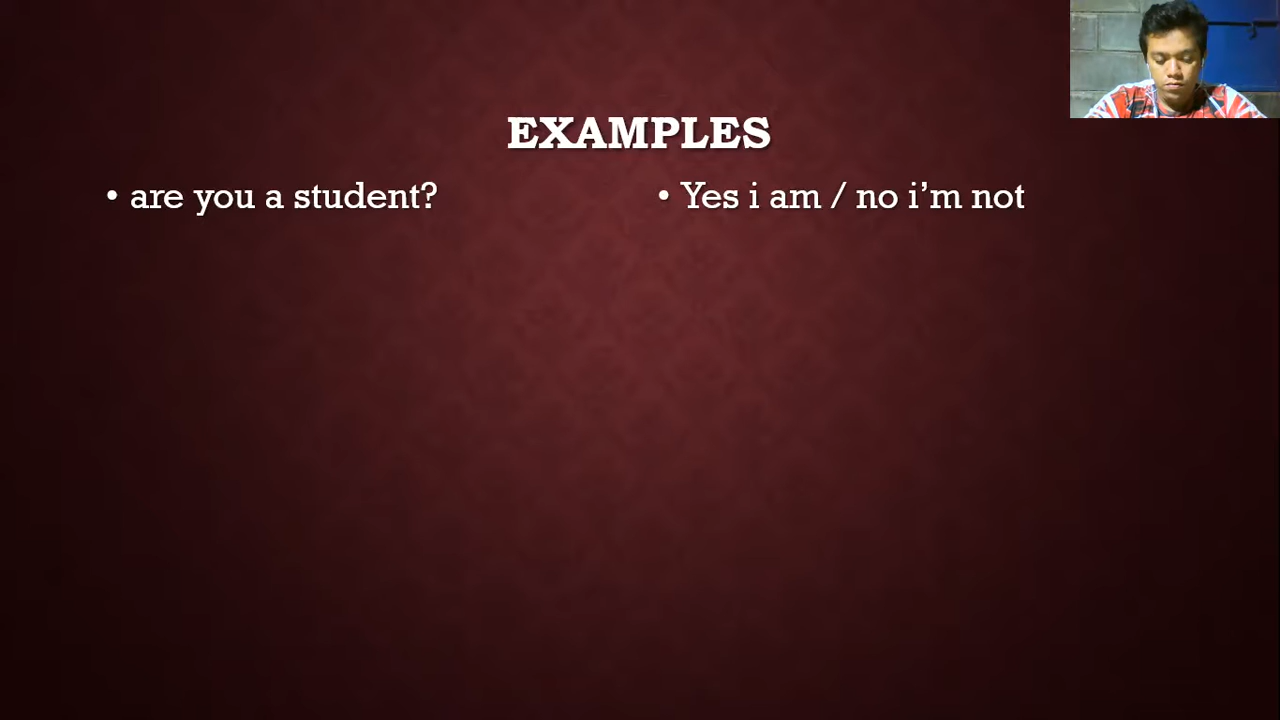 EXAMPLES
• are you a student?
• Yes i am / no i’m not